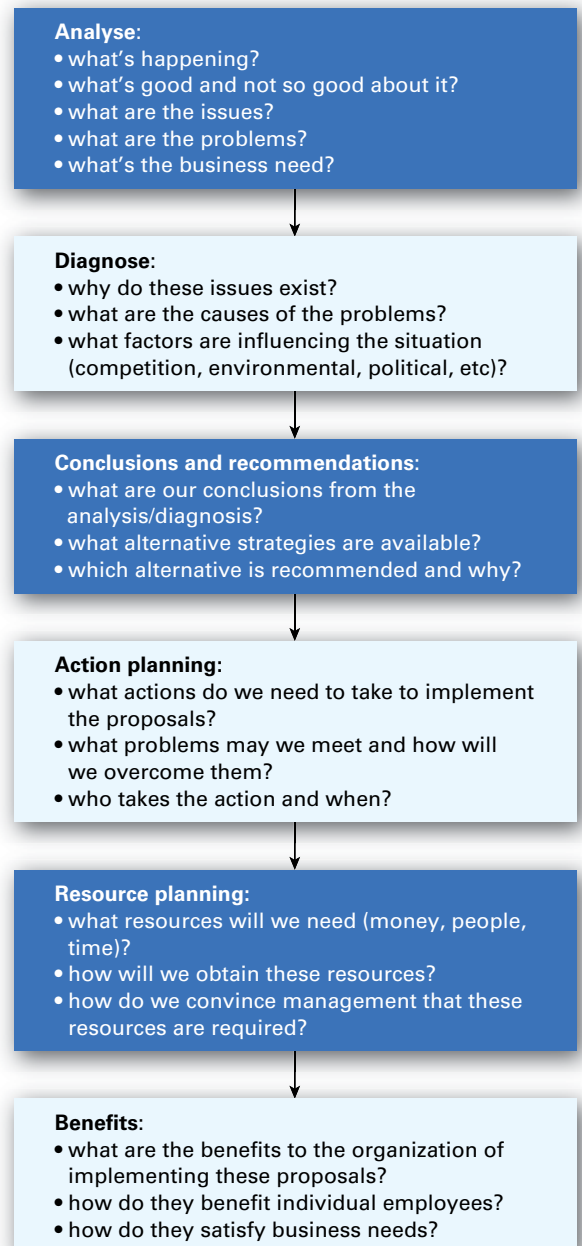 Analyse:
• what's happening?
• what's good and not so good about it?
• what are the issues?
• what are the problems?
• what's the business need?
Diagnose:
• why do these issues exist?
• what are the causes of the problems?
• what factors are influencing the situation
(competition, environmental, political, etc)?
Conclusions and recommendations:
• what are our conclusions from the
analysis/diagnosis?
• what alternative strategies are available?
• which alternative is recommended and why?
Action planning:
• what actions do we need to take to implement
the proposals?
• what problems may we meet and how will
we overcome them?
• who takes the action and when?
Resource planning:
• what resources will we need (money, people,
time)?
• how will we obtain these resources?
• how do we convince management that these
resources are required?
Benefits:
• what are the benefits to the organization of
implementing these proposals?
• how do they benefit individual employees?
• how do they satisfy business needs?